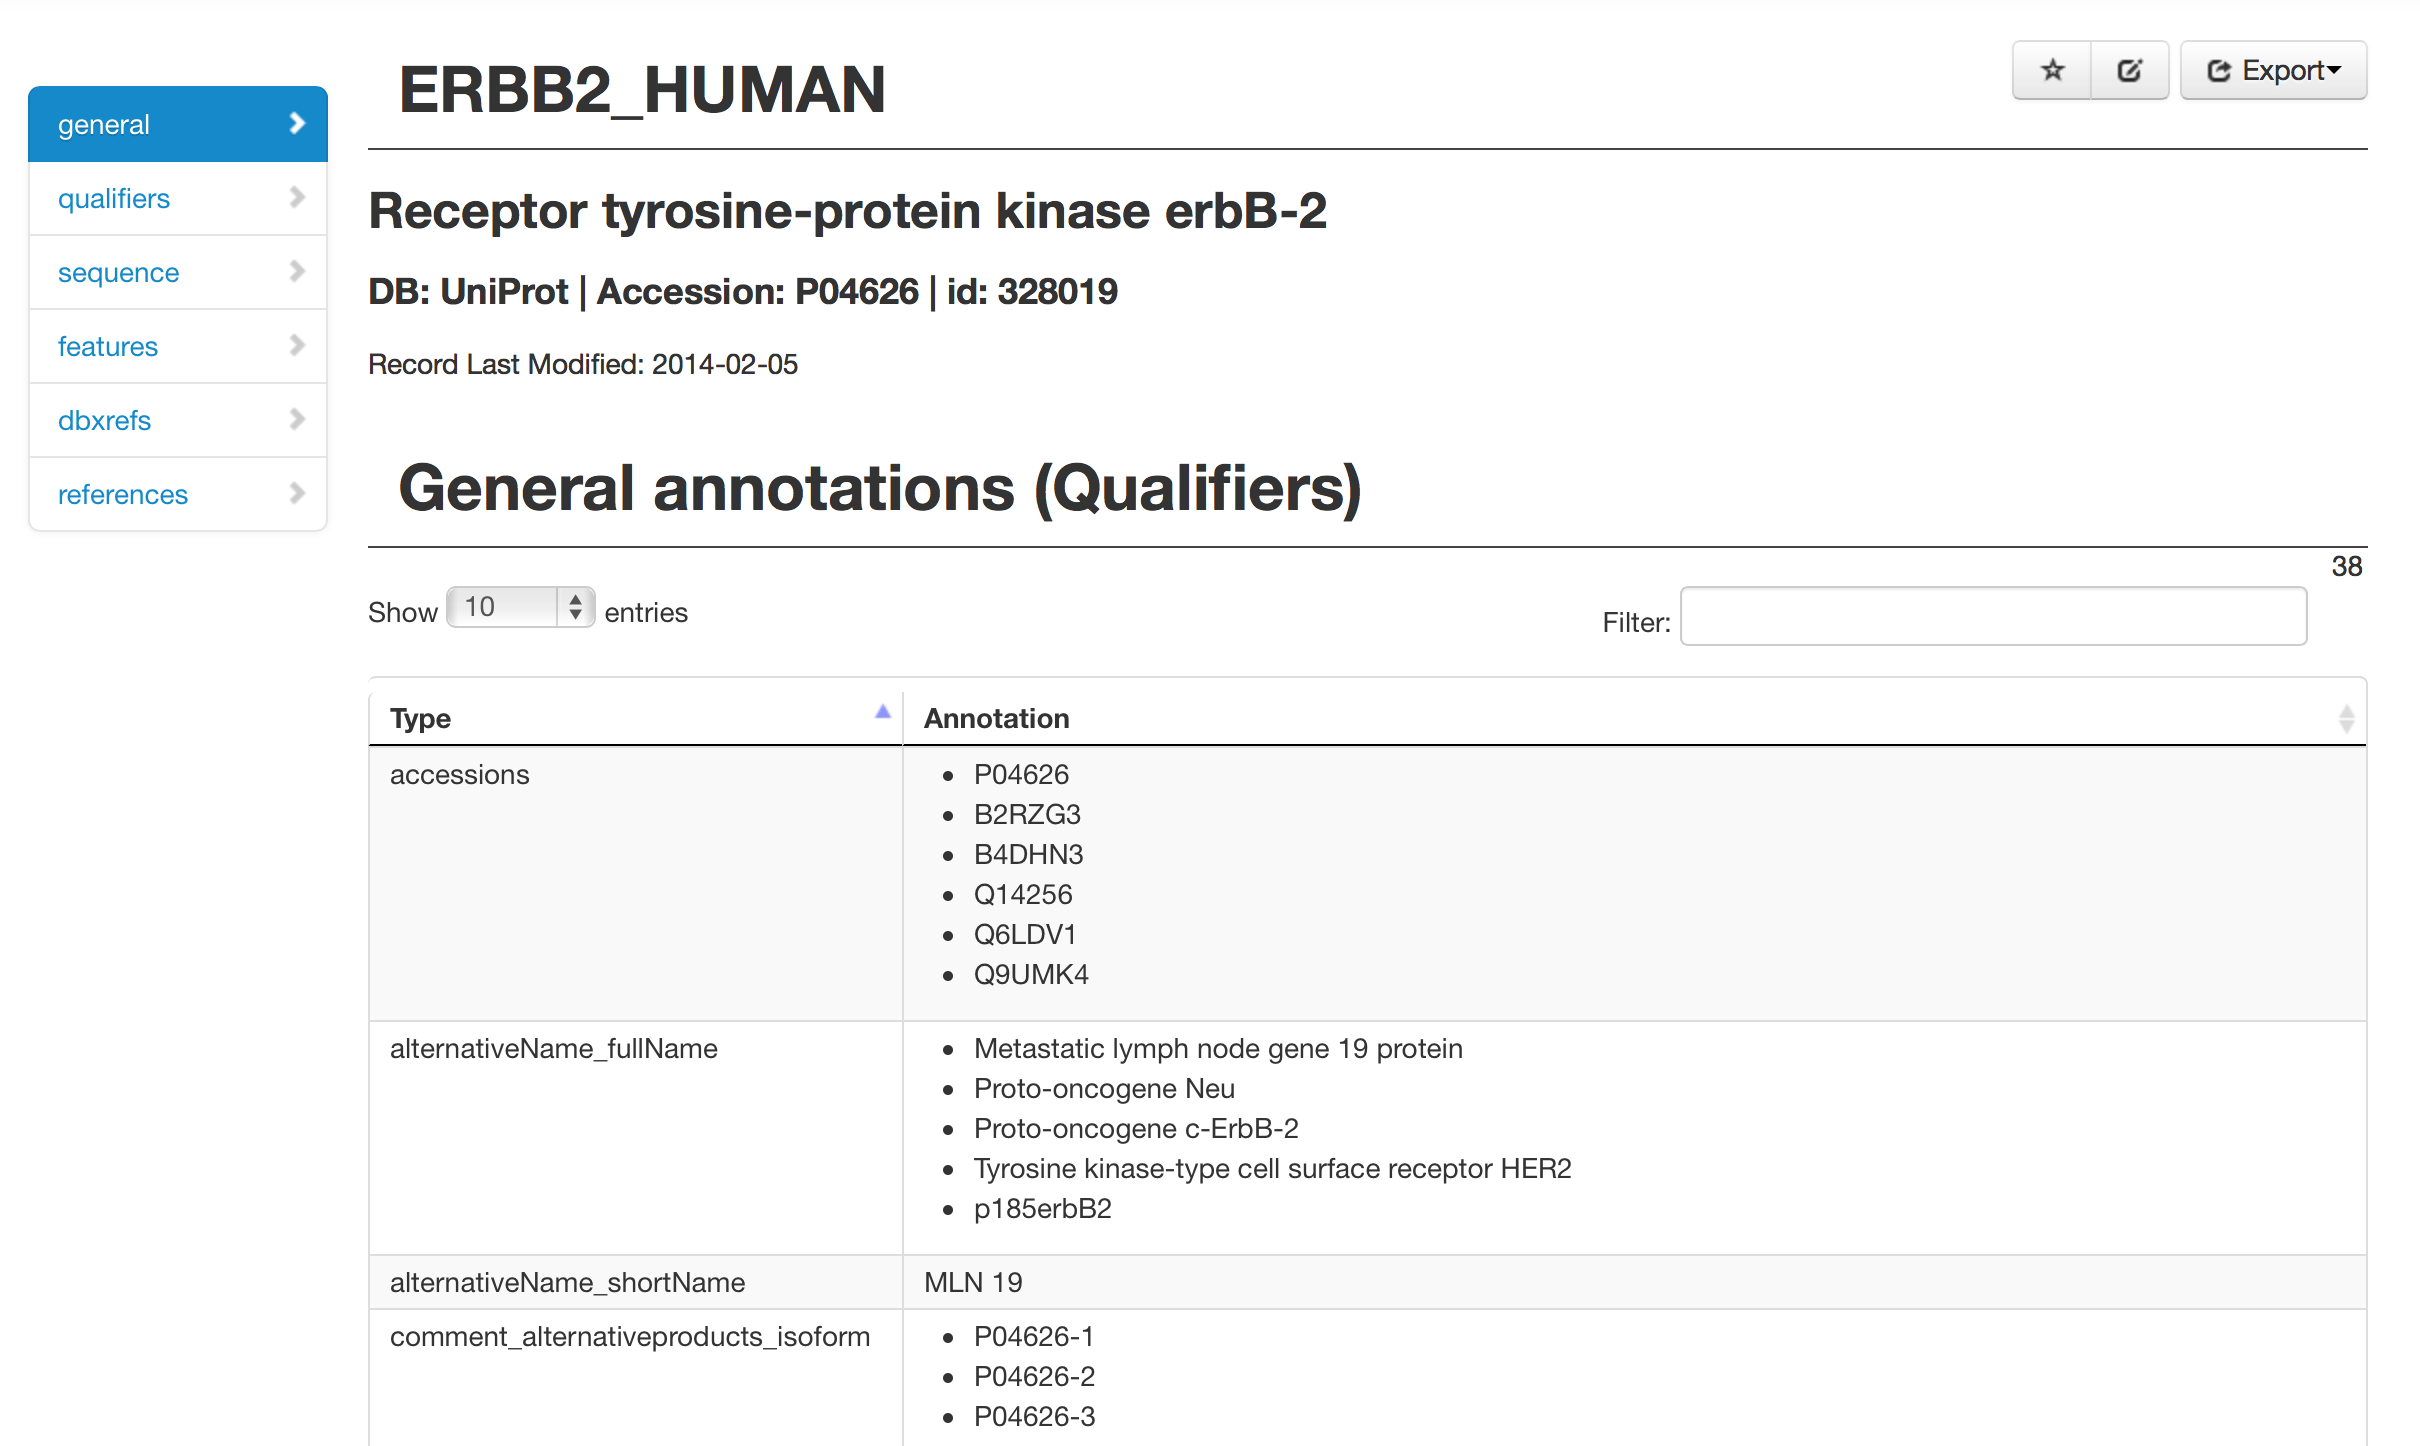 ERBB2_HUMAN
Export
general
qualifiers
sequence
features
dbxrefs
references
Receptor tyrosine-protein kinase erbB-2
DB: UniProt | Accession: P04626 | id: 328019
Record Last Modified: 2014-02-05
General annotations (Qualifiers)
38
Show 10 entries
Filter:
Type Annotation
accessions
P04626
B2RZG3
B4DHN3
Q14256
Q6LDV1
Q9UMK4
alternativeName_fullName
Metastatic lymph node gene 19 protein
Proto-oncogene Neu
Proto-oncogene c-ErbB-2
Tyrosine kinase-type cell surface receptor HER2
p185erbB2
alternativeName_shortName MLN 19
comment_alternativeproducts_isoform
P04626-1
P04626-2
P04626-3